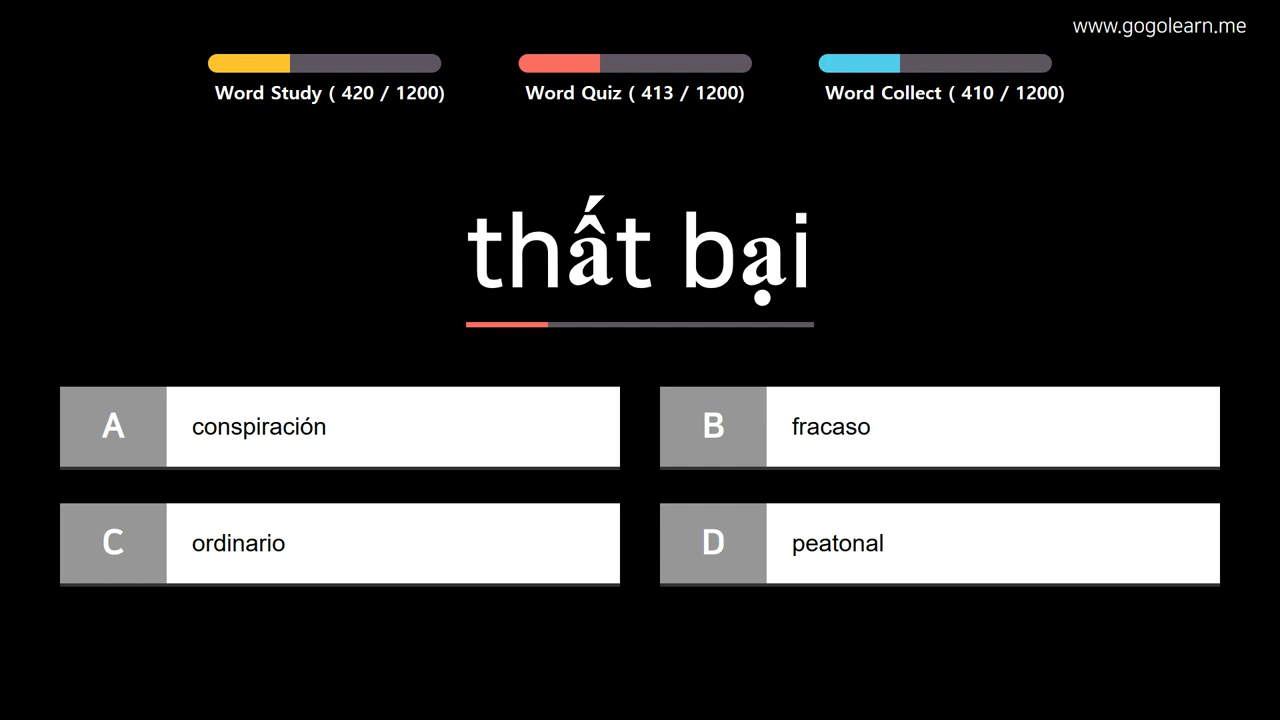 www.gogolearn.me
Word Study ( 420 / 1200)
Word Quiz ( 413 / 1200)
Word Collect ( 410 / 1200)
thất bại
A conspiración
B fracaso
C ordinario
D peatonal